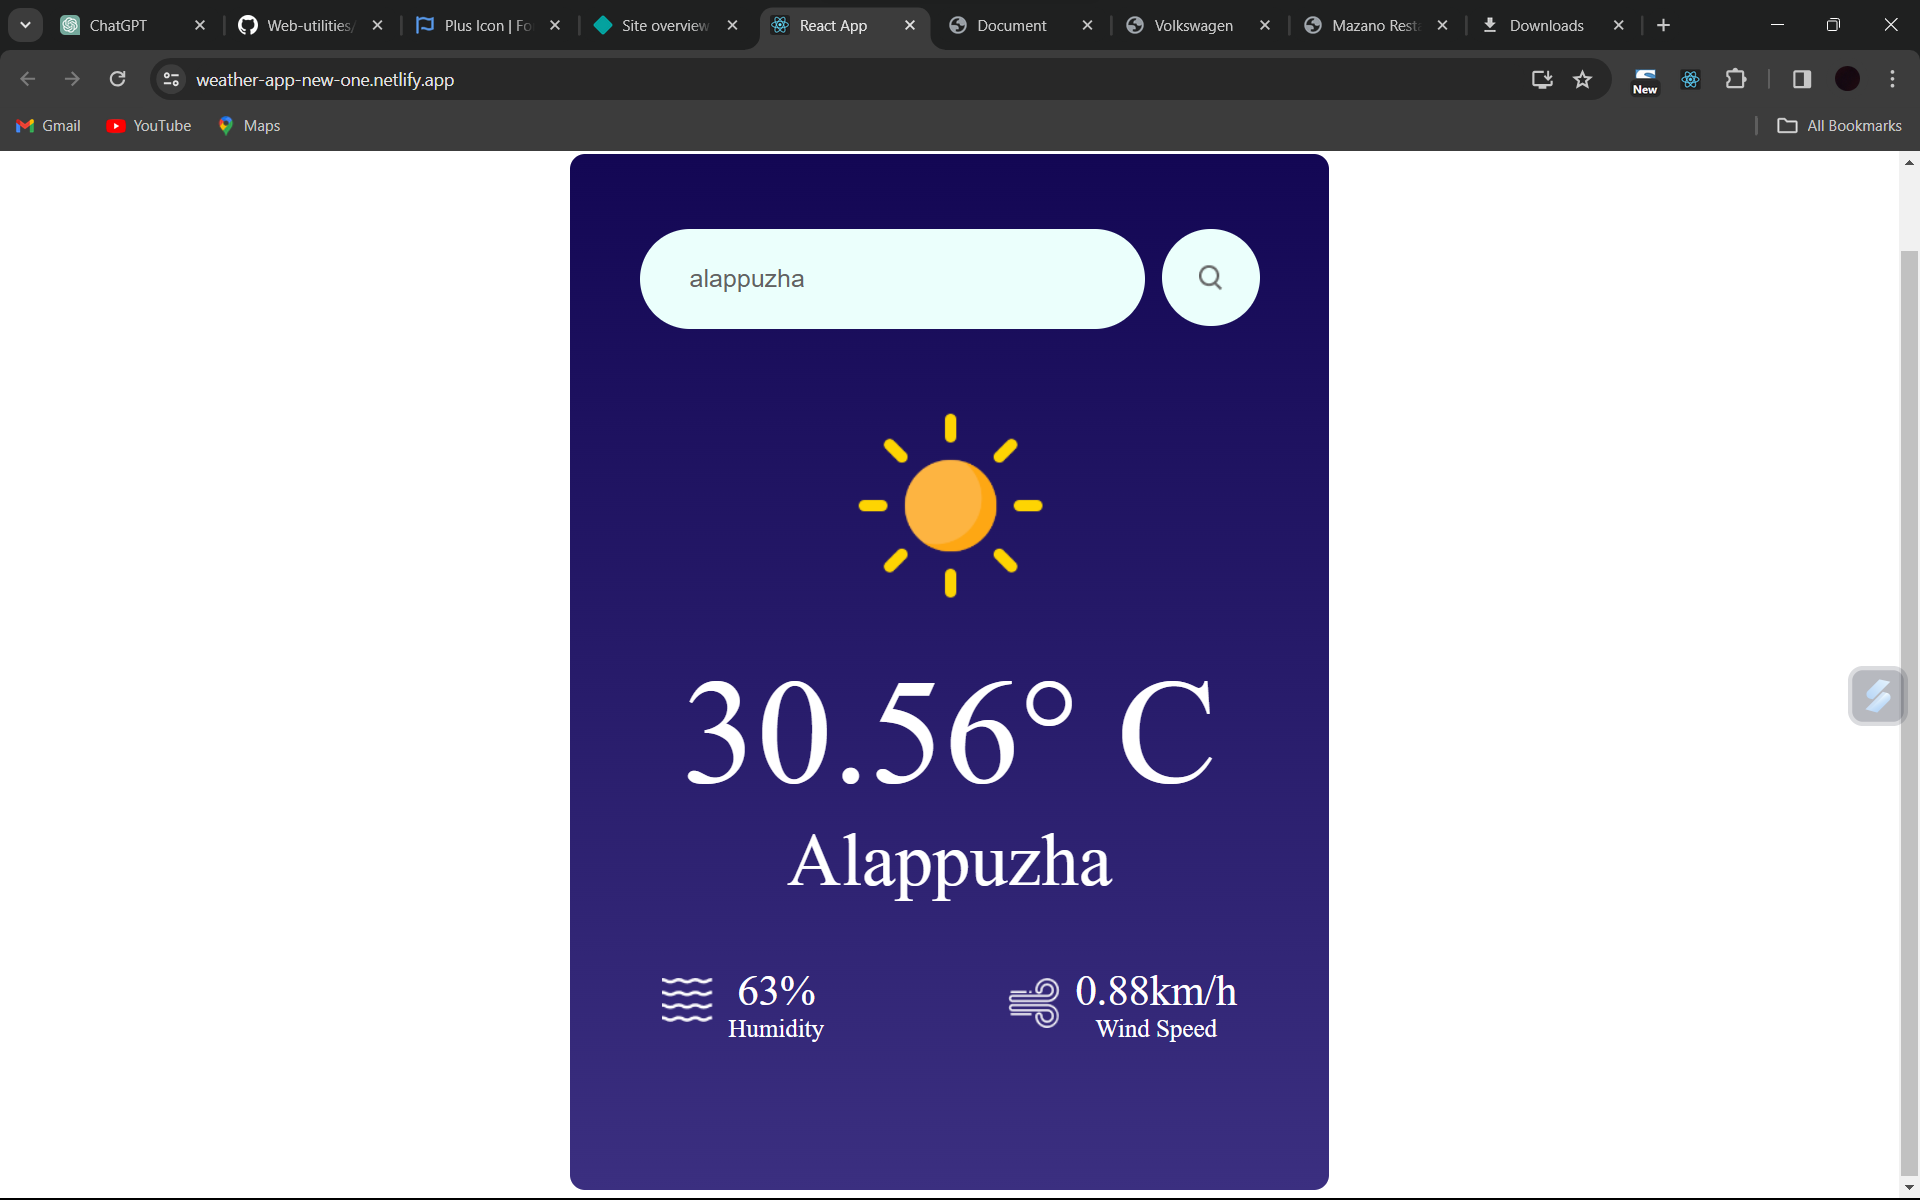 ChatGPT
Web-utilities/
Plus Icon | Fo
Site overview
React App
Document
Volkswagen
Mazano Resta
Downloads
weather-app-new-one.netlify.app
New
Gmail
YouTube
Maps
All Bookmarks
alappuzha
30.56° C
Alappuzha
63%
Humidity
0.88km/h
Wind Speed